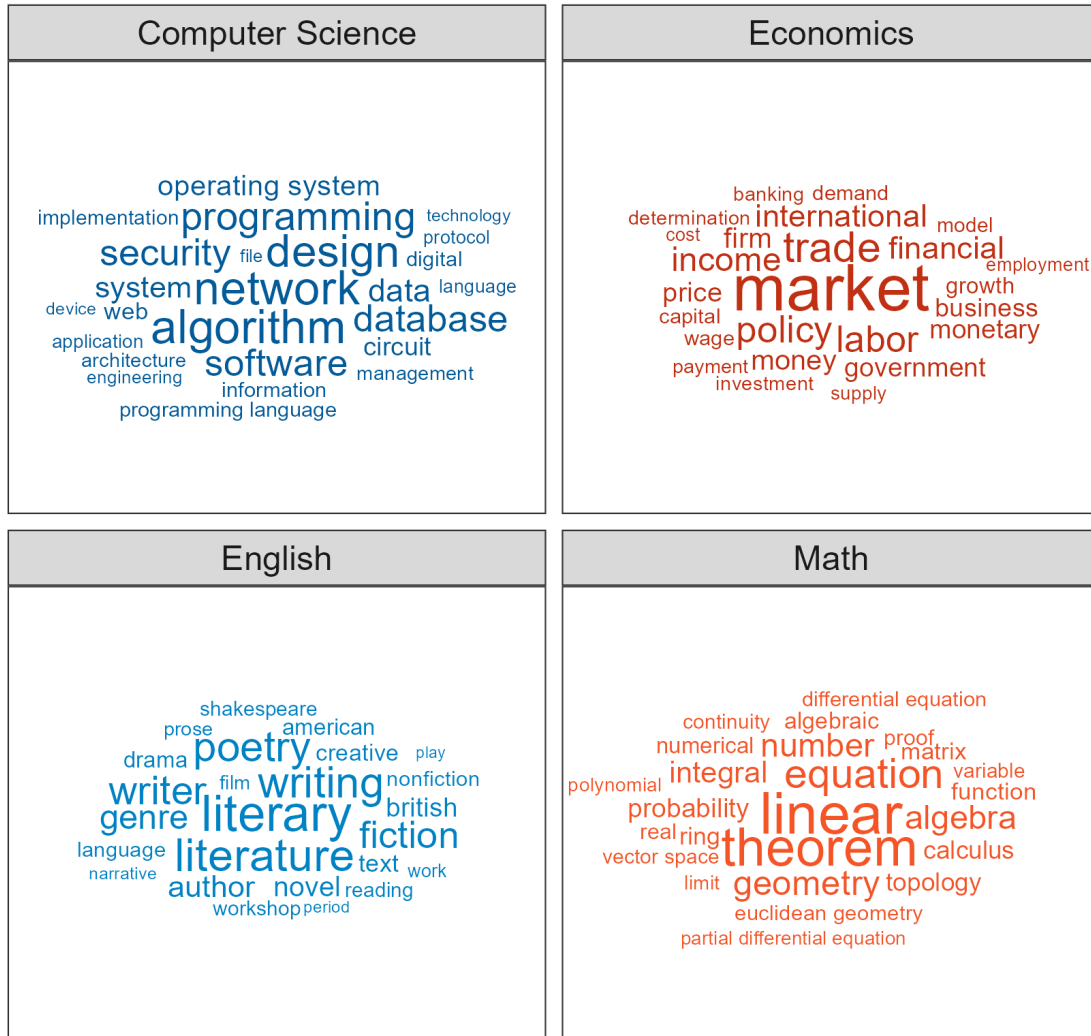 Computer Science
operating system
implementation programming technology
security file design digital protocol
system network data language
device web algorithm database
application circuit
architecture software management
engineering
information
programming language
Economics
banking demand
determination international model
cost firm trade financial
income employment
price market growth
capital business
wage policy labor monetary
payment money government
investment supply
English
shakespeare
prose american
drama poetry creative play
writer film writing nonfiction
genre literary british
language fiction
narrative literature text work
author novel reading
workshop period
Math
differential equation
continuity algebraic
numerical number proof matrix
polynomial integral equation variable
function
probability linear algebra
real ring
vector space theorem calculus
limit geometry topology
euclidean geometry
partial differential equation